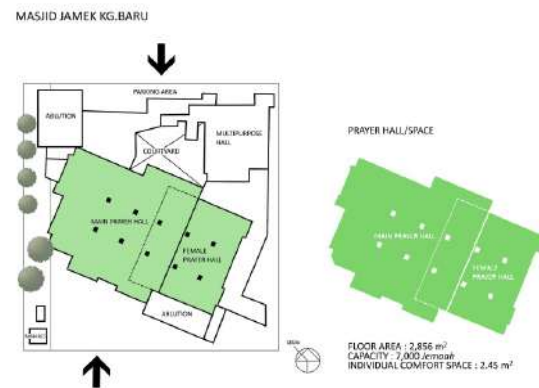 MASJID JAMEK KG.BARU
PARKING AREA
ABLUTION
MULTIPURPOSE
HALL
COURTYARD
MAIN PRAYER HALL
FEMALE
PRAYER HALL
ABLUTION
PRAYER HALL/SPACE
MAIN PRAYER HALL
FEMALE
PRAYER HALL
FLOOR AREA : 2,856 m²
CAPACITY : 7,000 Jemaah
INDIVIDUAL COMFORT SPACE : 2.45 m²